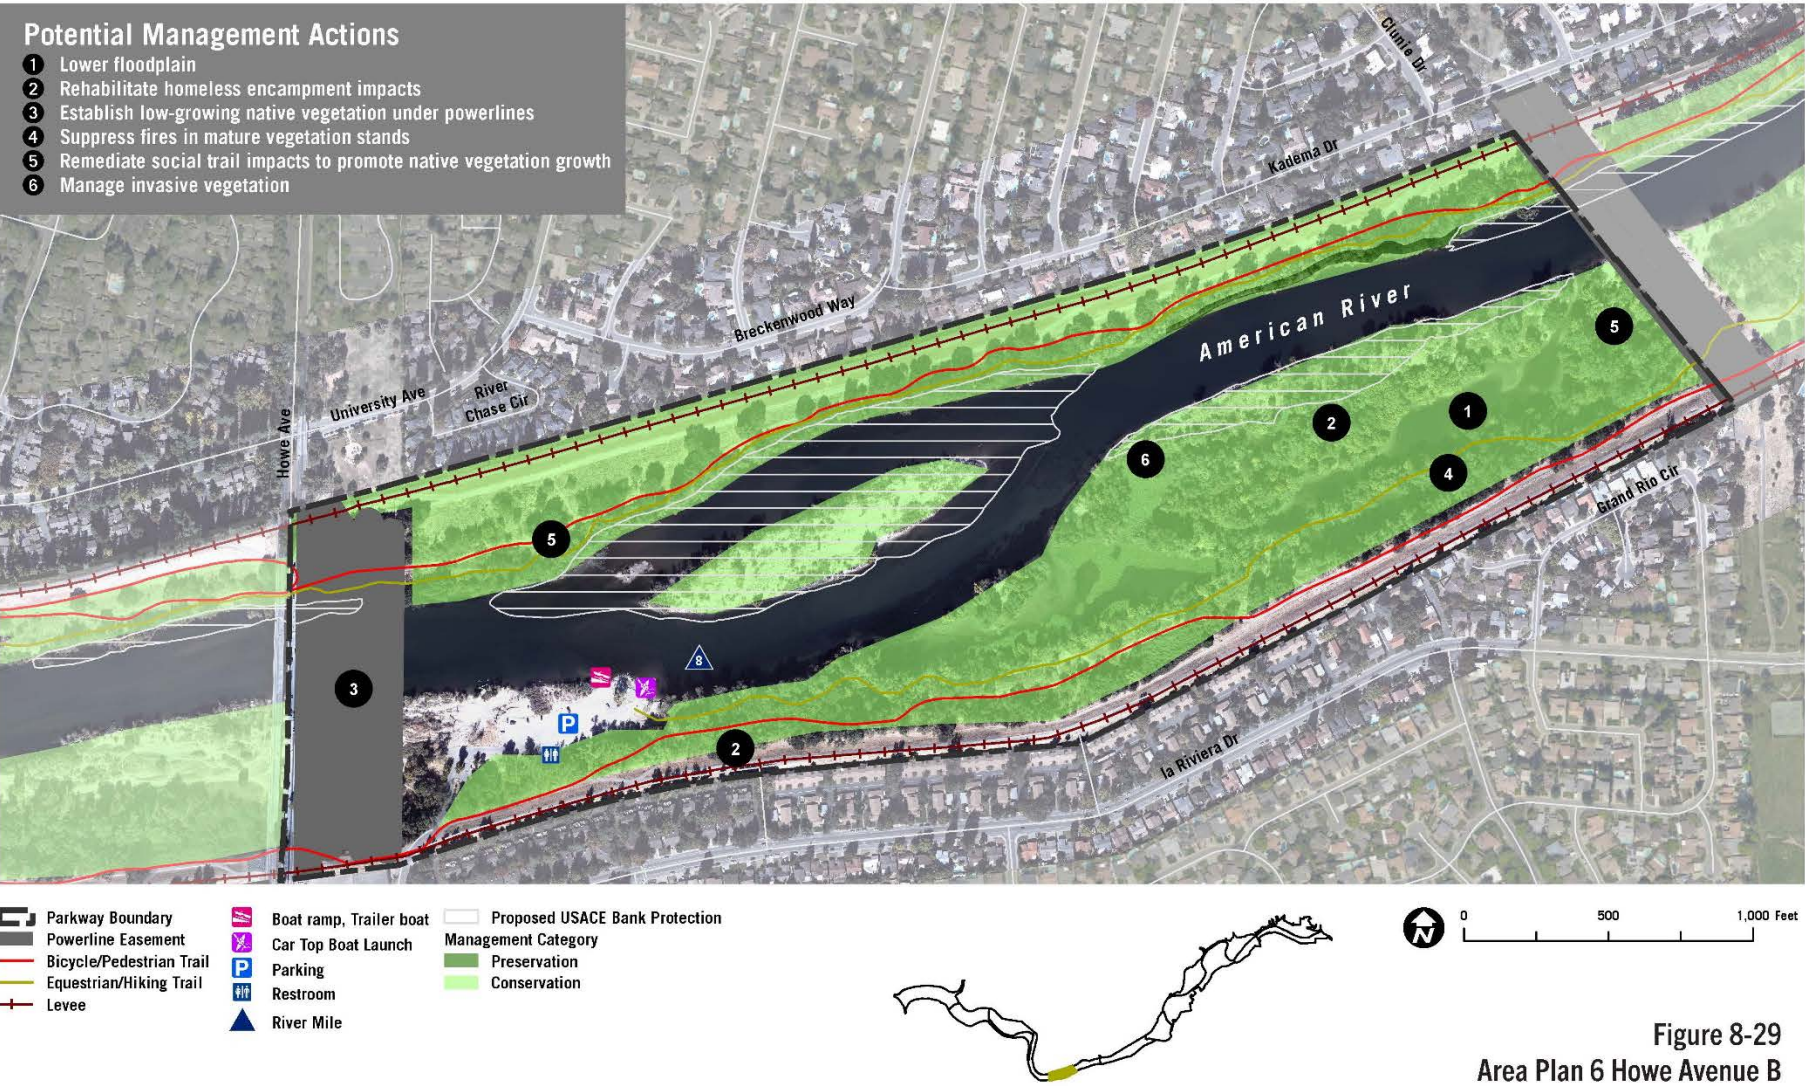 Potential Management Actions
1 Lower floodplain
2 Rehabilitate homeless encampment impacts
3 Establish low-growing native vegetation under powerlines
4 Suppress fires in mature vegetation stands
5 Remediate social trail impacts to promote native vegetation growth
6 Manage invasive vegetation
Clunie Dr
Kadema Dr
Breckenwood Way
American River
University Ave
River
Chase Cir
Howe Ave
5
2
1
6
4
Grand Rio Cir
5
8
3
P
2
la Riviera Dr
Parkway Boundary
Powerline Easement
Bicycle/Pedestrian Trail
Equestrian/Hiking Trail
Levee
Boat ramp, Trailer boat
Car Top Boat Launch
P Parking
Restroom
River Mile
Proposed USACE Bank Protection
Management Category
Preservation
Conservation
N
0 500 1,000 Feet
Figure 8-29
Area Plan 6 Howe Avenue B